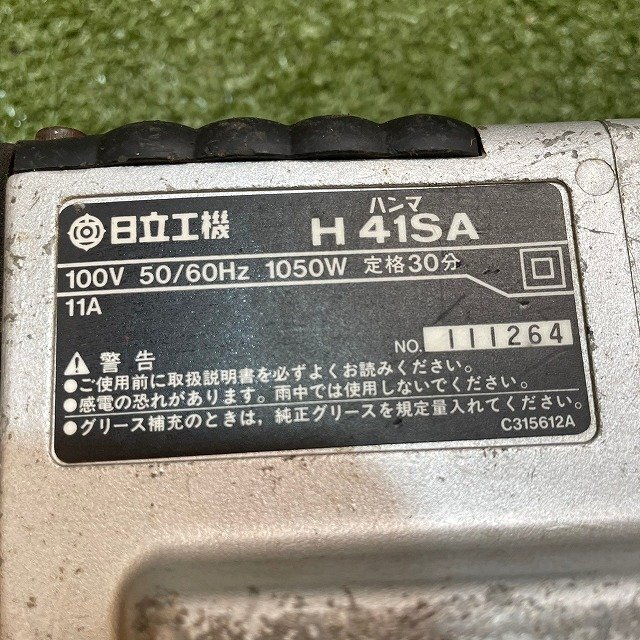 日立工機
ハンマ
H 41SA
100V 50/60Hz 1050W 定格30分
11A
NO. 111264
警告
●ご使用前に取扱説明書を必ずよくお読みください。
●感電の恐れがあります。雨中では使用しないでください。
●グリース補充のときは、純正グリースを規定量入れてください。
C315612A